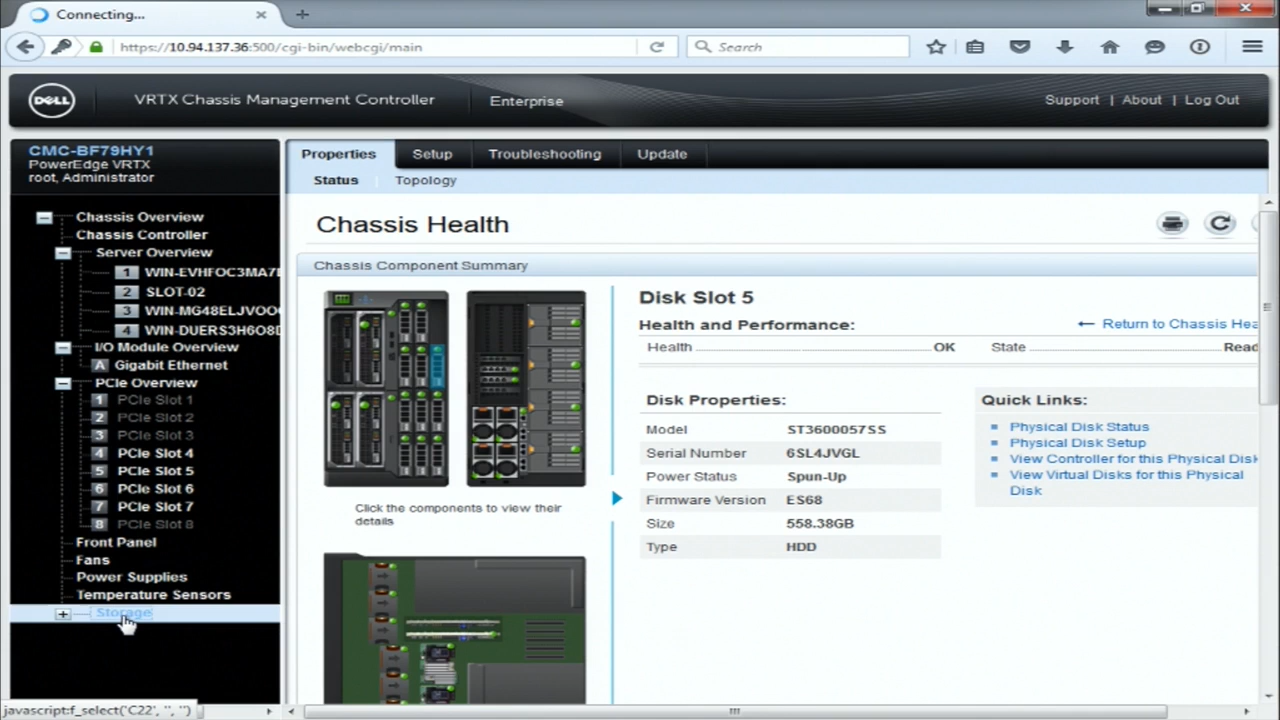 Connecting...
https://10.94.137.36:500/cgi-bin/webcgi/main
Search
DELL
VRTX Chassis Management Controller
Enterprise
Support | About | Log Out
CMC-BF79HY1
PowerEdge VRTX
root, Administrator
Properties
Setup
Troubleshooting
Update
Status
Topology
Chassis Overview
Chassis Controller
Server Overview
1 WIN-EVHFOC3MA7
2 SLOT-02
3 WIN-MG48ELJVOO
4 WIN-DUERS3H6O8
I/O Module Overview
A Gigabit Ethernet
PCIe Overview
1 PCIe Slot 1
2 PCIe Slot 2
3 PCIe Slot 3
4 PCIe Slot 4
5 PCIe Slot 5
6 PCIe Slot 6
7 PCIe Slot 7
8 PCIe Slot 8
Front Panel
Fans
Power Supplies
Temperature Sensors
Storage
javascript:f_select('C22', '', '')
Chassis Health
Chassis Component Summary
Click the components to view their
details
Disk Slot 5
Health and Performance:
Return to Chassis Hea
Health OK
State Read
Disk Properties:
Model ST3600057SS
Serial Number 6SL4JVGL
Power Status Spun-Up
Firmware Version ES68
Size 558.38GB
Type HDD
Quick Links:
Physical Disk Status
Physical Disk Setup
View Controller for this Physical Disk
View Virtual Disks for this Physical
Disk